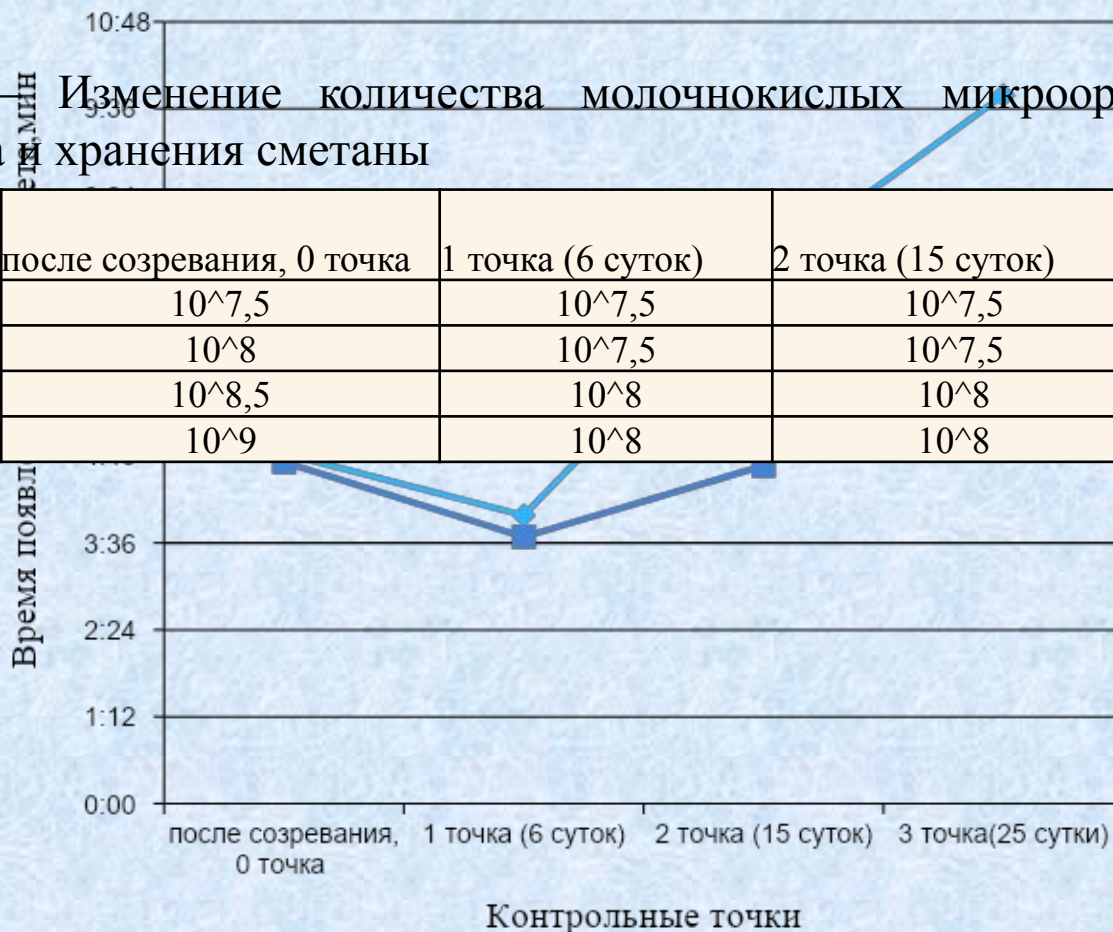 10:48
– Изменение количества молочнокислых
9:36
и хранения сметаны
после созревания, 0 точка 1 точка (6 суток) 2 точка (15 суток)
10^7,5 10^7,5 10^7,5
10^8 10^7,5 10^7,5
10^8,5 10^8 10^8
10^9 10^8 10^8
3:36
2:24
1:12
0:00
Время
мин
после созревания, 1 точка (6 суток) 2 точка (15 суток) 3 точка(25 сутки)
0 точка
Контрольные точки